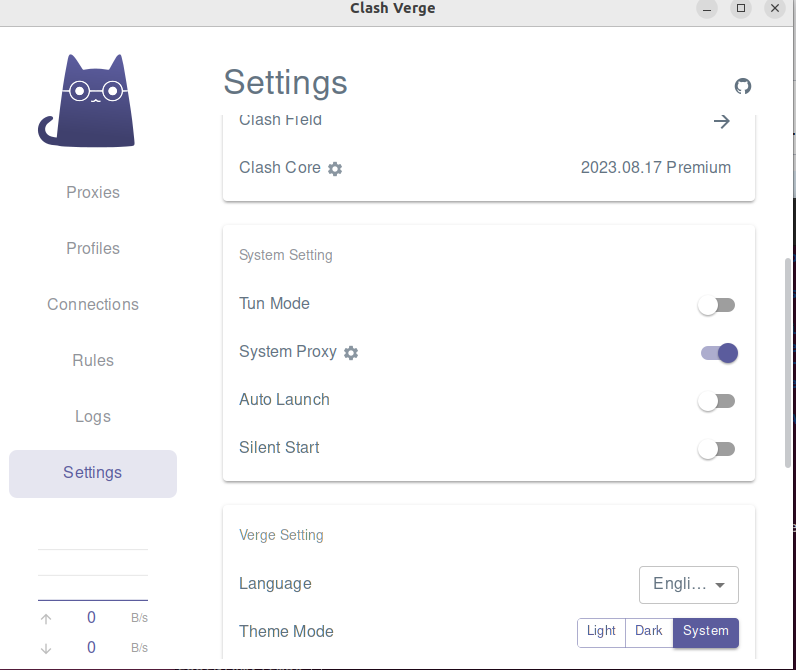 Clash Verge
Settings
Clash Field
Clash Core
2023.08.17 Premium
Proxies
Profiles
Connections
Rules
Logs
Settings
System Setting
Tun Mode
System Proxy
Auto Launch
Silent Start
Verge Setting
Language
Engli...
Theme Mode
Light Dark System
0 B/s
0 B/s